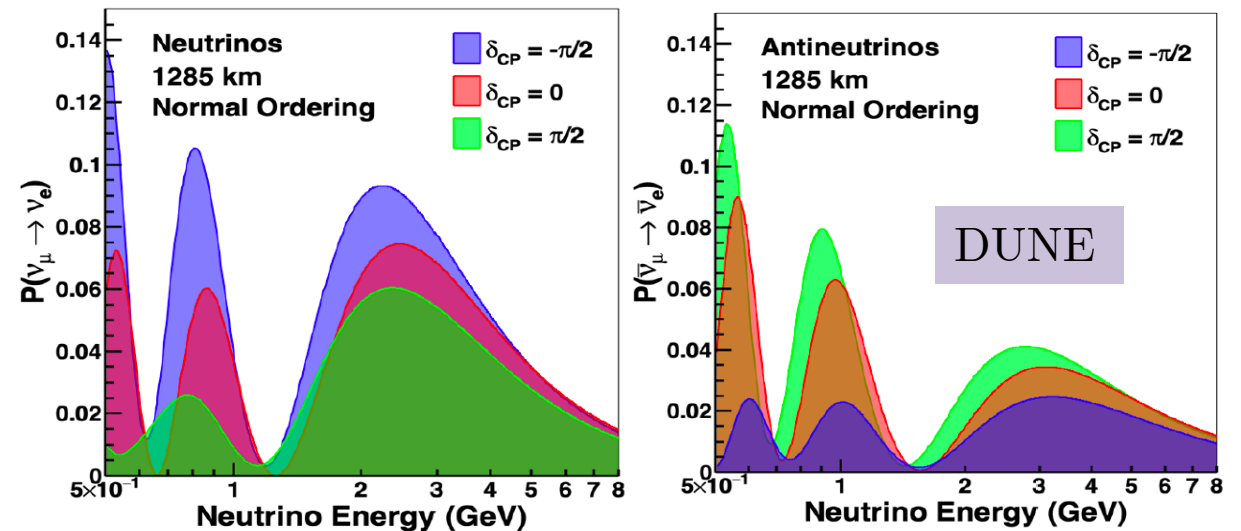 Neutrinos
1285 km
Normal Ordering
δCP = -π/2
δCP = 0
δCP = π/2
P(νμ → νe)
0.14
0.12
0.1
0.08
0.06
0.04
0.02
0
5×10⁻¹ 1 2 3 4 5 6 7 8
Neutrino Energy (GeV)
Antineutrinos
1285 km
Normal Ordering
δCP = -π/2
δCP = 0
δCP = π/2
DUNE
P(ν̄μ → ν̄e)
0.14
0.12
0.1
0.08
0.06
0.04
0.02
0
5×10⁻¹ 1 2 3 4 5 6 7 8
Neutrino Energy (GeV)